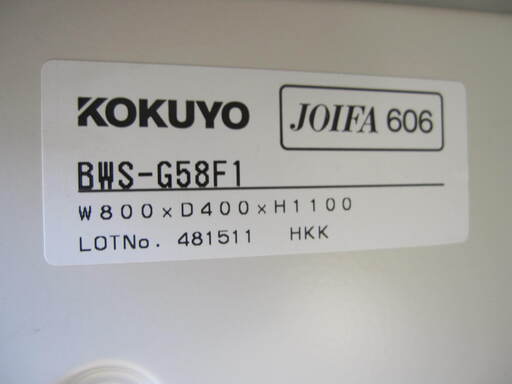 KOKUYO
JOIFA 606
BWS-G58F1
W800×D400×H1100
LOTNo. 481511 HKK